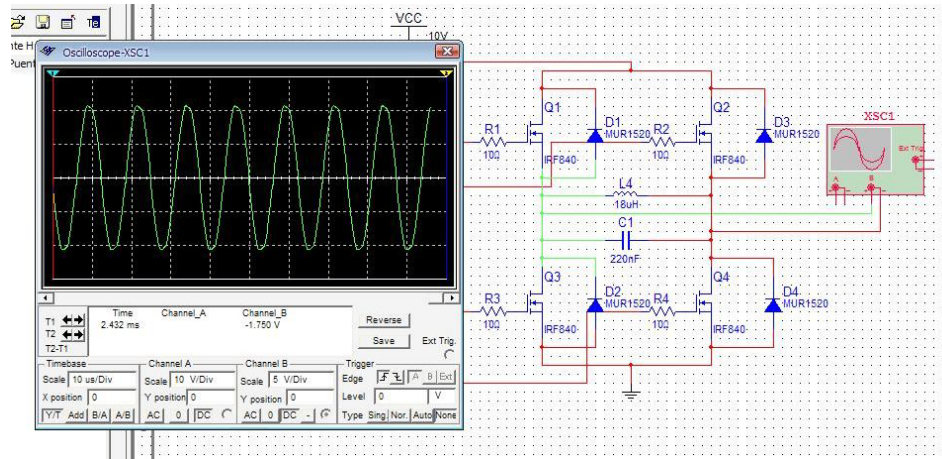 VCC
10V
nte H
Puent
Osciloscope-XSC1
Q1
Q2
D1
MUR1520
D3
MUR1520
R1
10Ω
R2
10Ω
IRF840
IRF840
XSC1
Ext Trig
A
B
L4
18uH
C1
220nF
Q3
Q4
D2
MUR1520
D4
MUR1520
R3
10Ω
R4
10Ω
IRF840
IRF840
T1
T2
T2-T1
Time
Channel_A
Channel_B
2.432 ms
-1.750 V
Reverse
Save
Ext Trig.
Timebase
Scale 10 us/Div
X position 0
Y/T Add B/A A/B
Channel A
Scale 10 V/Div
Y position 0
AC 0 DC
Channel B
Scale 5 V/Div
Y position 0
AC 0 DC -
Trigger
Edge A B Ext
Level 0 V
Type Sing. Nor. Auto None